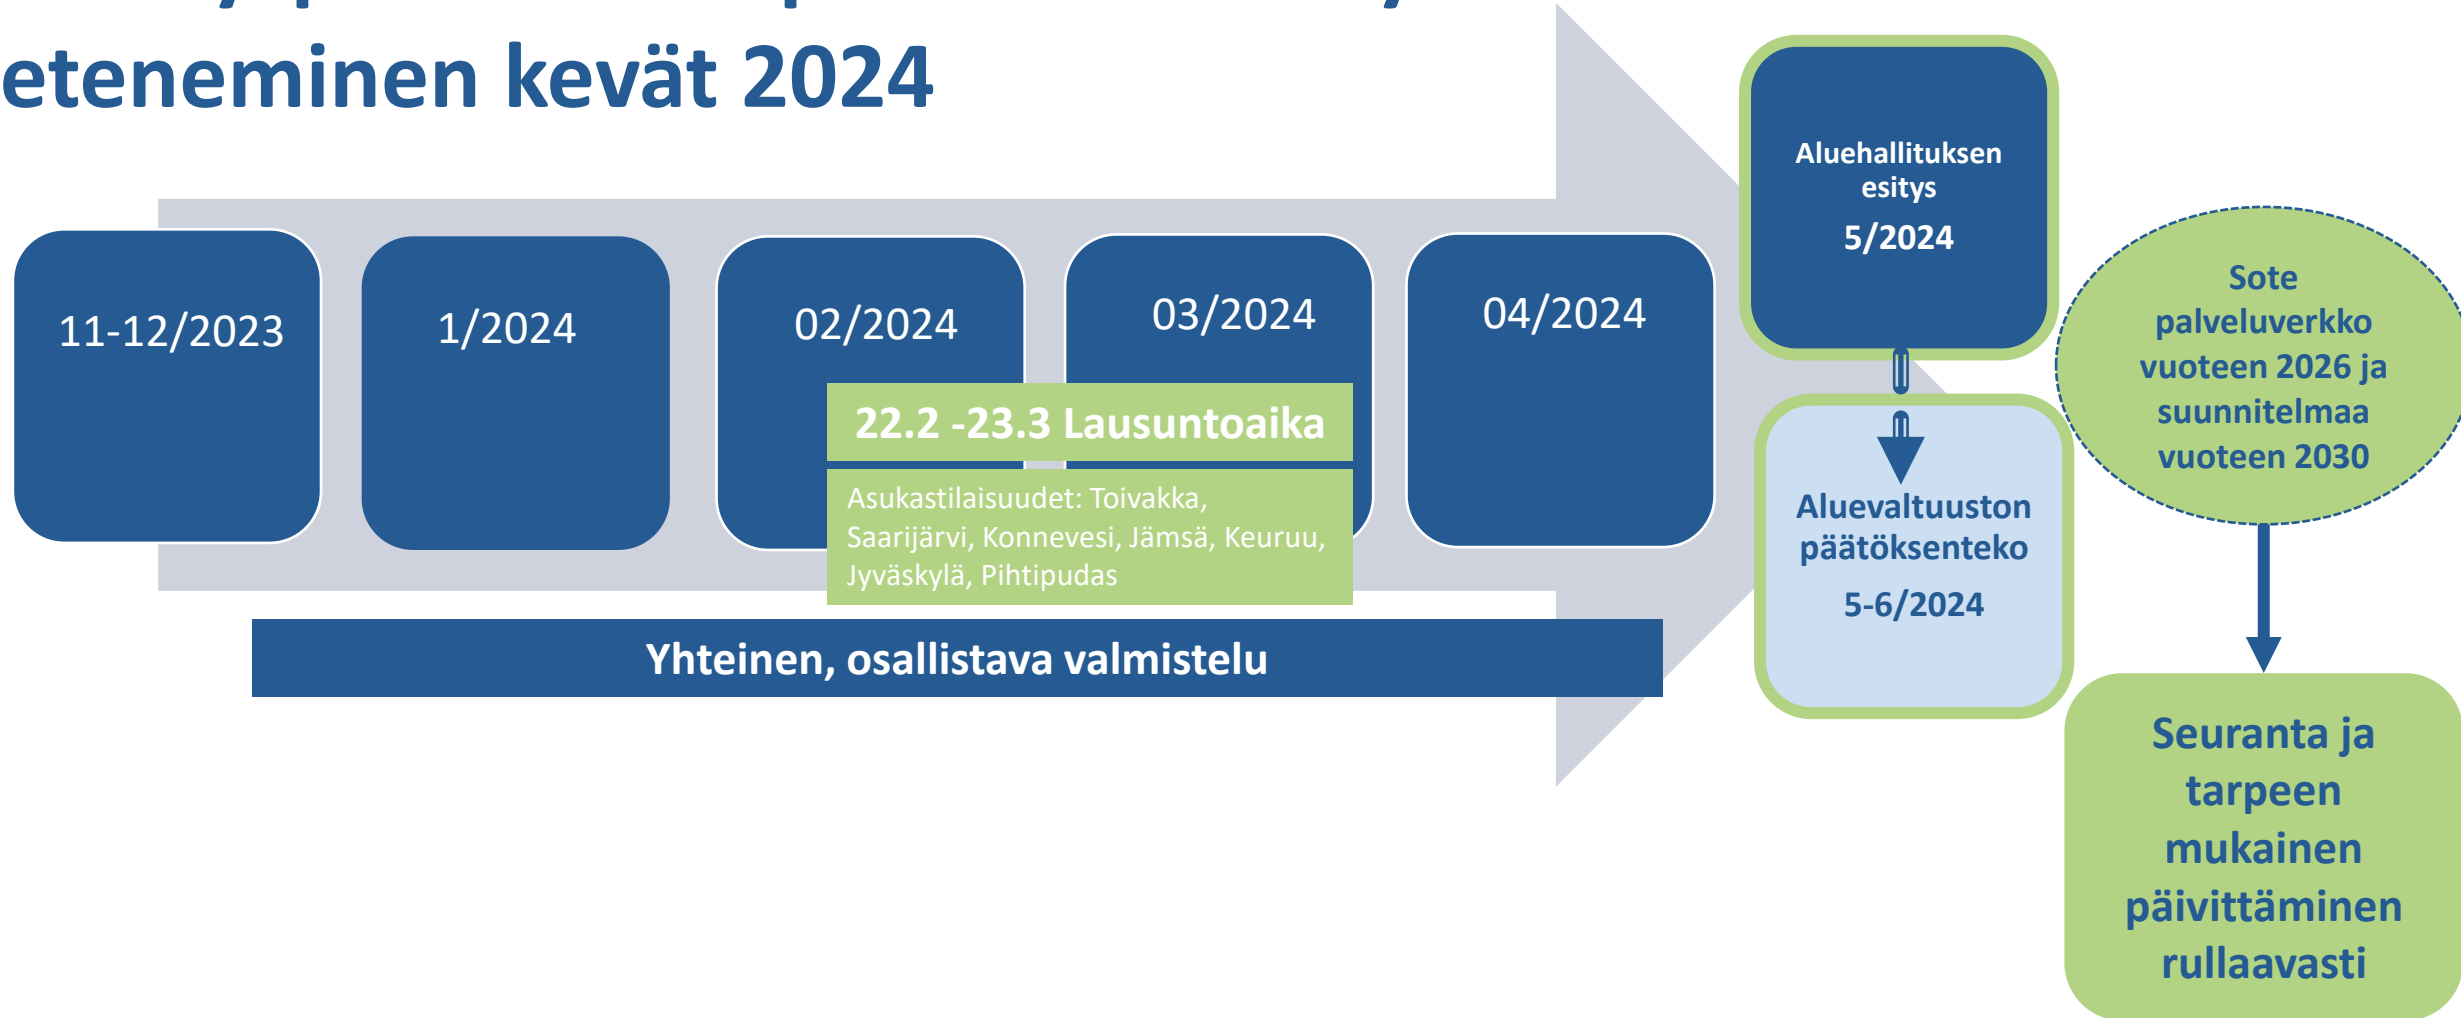 eteneminen kevät 2024
11-12/2023
1/2024
02/2024
03/2024
04/2024
22.2 -23.3 Lausuntoaika
Asukastilaisuudet: Toivakka,
Saarijärvi, Konnevesi, Jämsä, Keuruu,
Jyväskylä, Pihtipudas
Yhteinen, osallistava valmistelu
Aluehallituksen
esitys
5/2024
Aluevaltuuston
päätöksenteko
5-6/2024
Sote
palveluverkko
vuoteen 2026 ja
suunnitelmaa
vuoteen 2030
Seuranta ja
tarpeen
mukainen
päivittäminen
rullaavasti